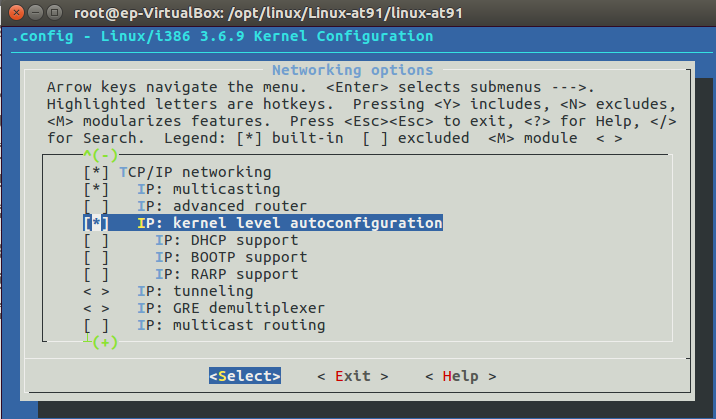 root@ep-VirtualBox: /opt/linux/Linux-at91/linux-at91
.config - Linux/i386 3.6.9 Kernel Configuration
Networking options
Arrow keys navigate the menu.  <Enter> selects submenus --->.
Highlighted letters are hotkeys.  Pressing <Y> includes, <N> excludes,
<M> modularizes features.  Press <Esc><Esc> to exit, <?> for Help, </>
for Search.  Legend: [*] built-in  [ ] excluded  <M> module  < >
^(-)
[*] TCP/IP networking
[*]   IP: multicasting
[ ]   IP: advanced router
[*]   IP: kernel level autoconfiguration
[ ]     IP: DHCP support
[ ]     IP: BOOTP support
[ ]     IP: RARP support
< >   IP: tunneling
< >   IP: GRE demultiplexer
[ ]   IP: multicast routing
(+)
<Select>    < Exit >    < Help >